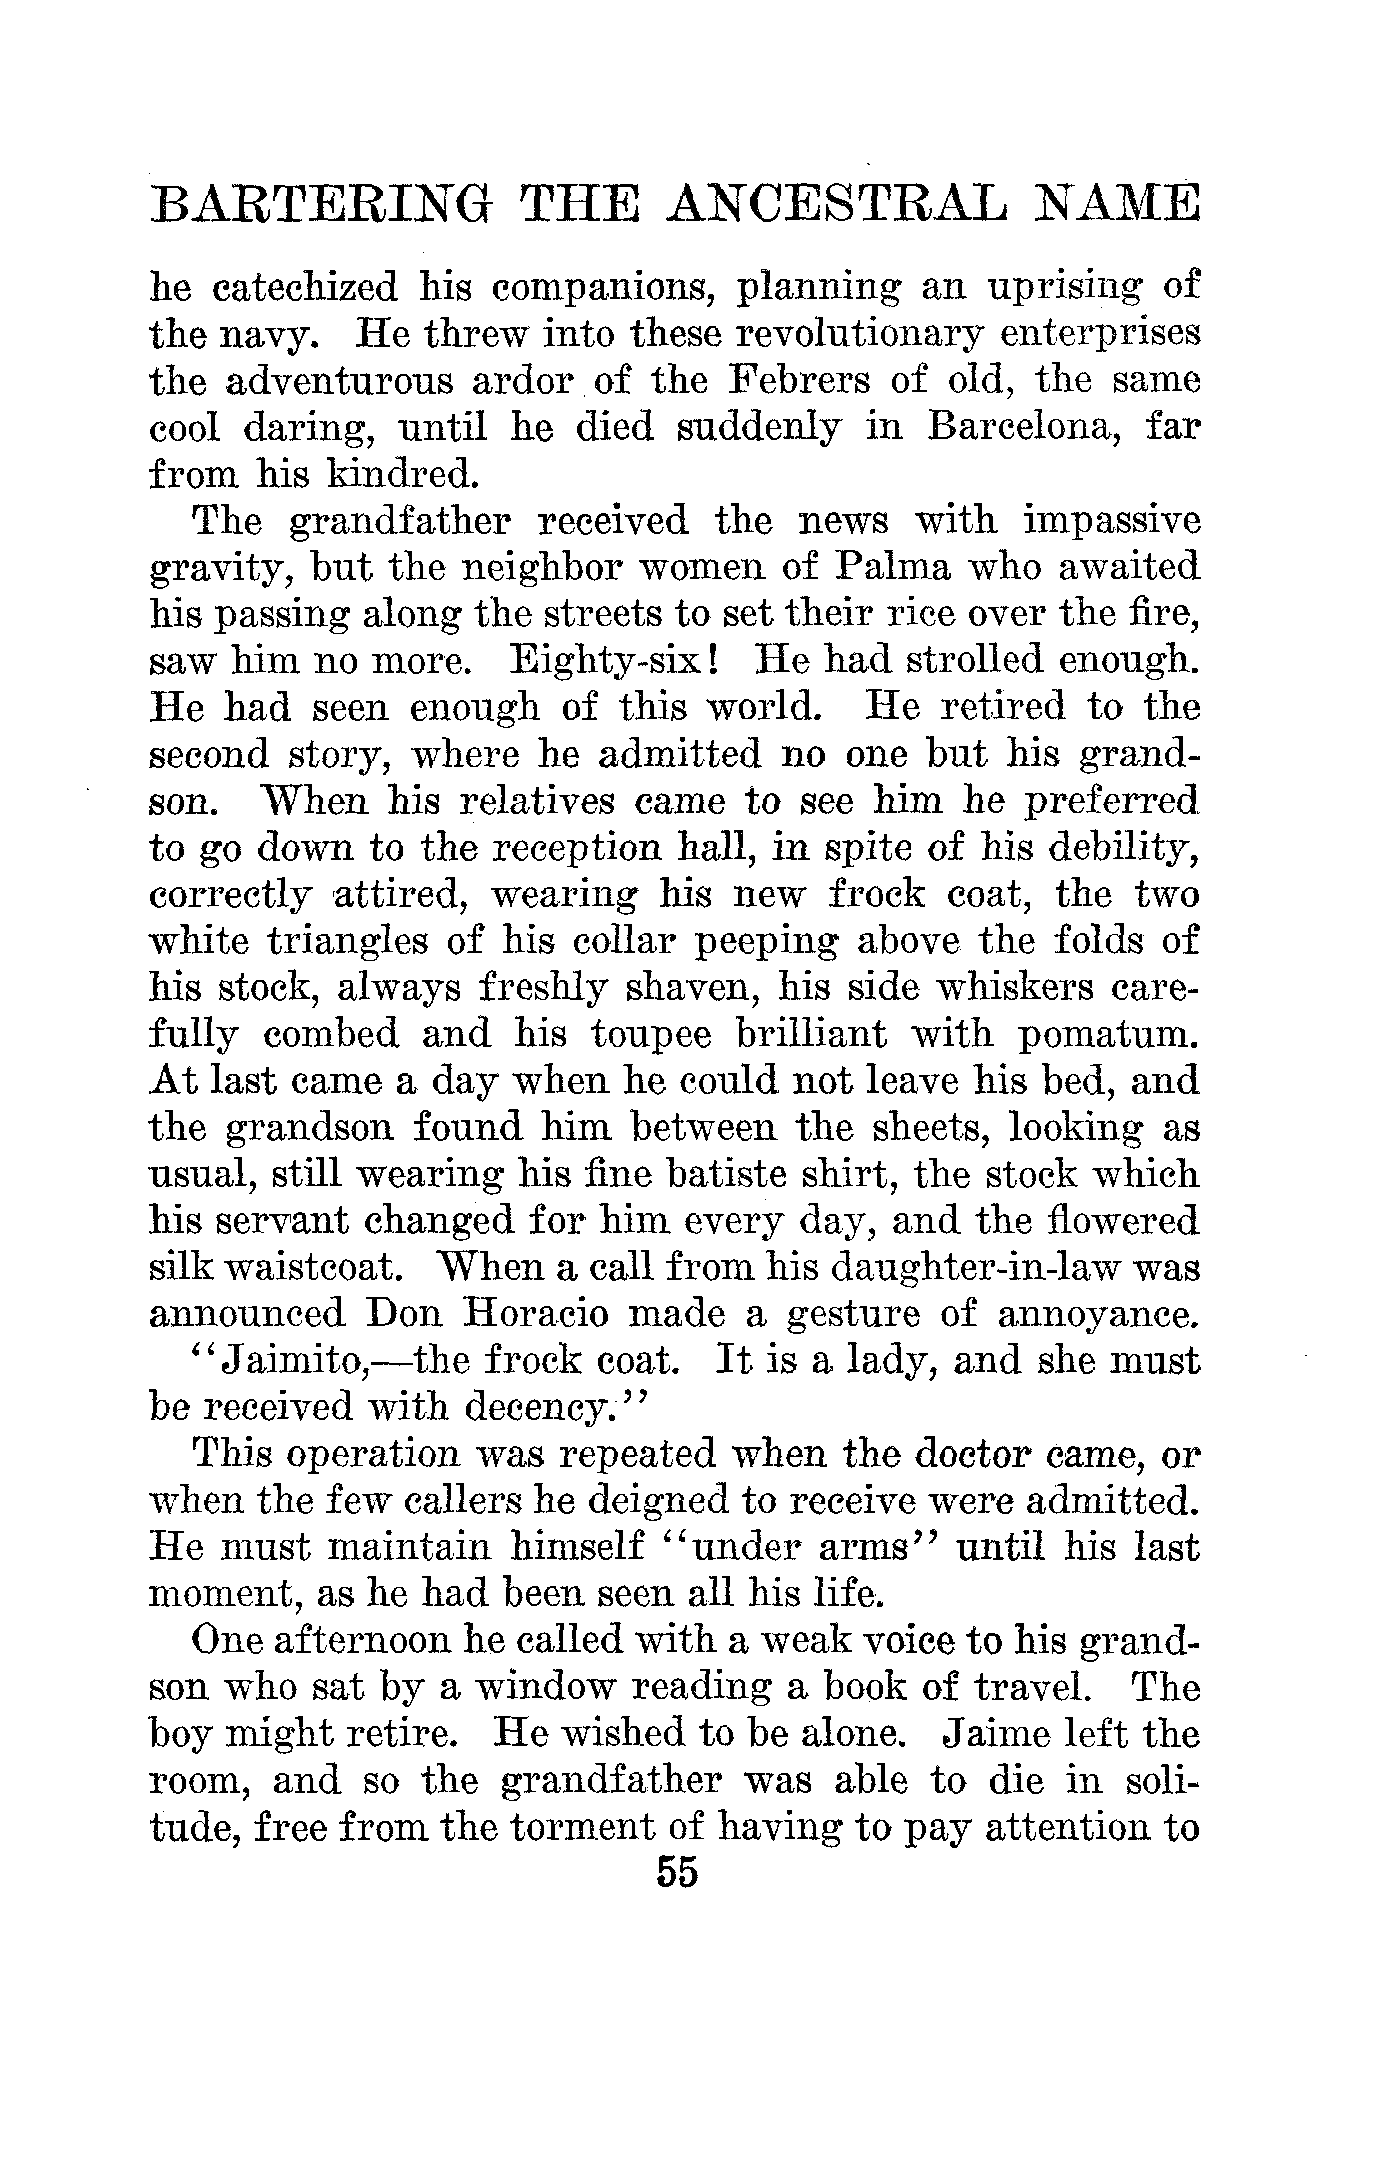 BARTERING THE ANCESTRAL NAME
he catechized his companions, planning an uprising of
the navy. He threw into these revolutionary enterprises
the adventurous ardor of the Febrers of old, the same
cool daring, until he died suddenly in Barcelona, far
from his kindred.
The grandfather received the news with impassive
gravity, but the neighbor women of Palma who awaited
his passing along the streets to set their rice over the fire,
saw him no more. Eighty-six! He had strolled enough.
He had seen enough of this world. He retired to the
second story, where he admitted no one but his grand-
son. When his relatives came to see him he preferred
to go down to the reception hall, in spite of his debility,
correctly attired, wearing his new frock coat, the two
white triangles of his collar peeping above the folds of
his stock, always freshly shaven, his side whiskers care-
fully combed and his toupee brilliant with pomatum.
At last came a day when he could not leave his bed, and
the grandson found him between the sheets, looking as
usual, still wearing his fine batiste shirt, the stock which
his servant changed for him every day, and the flowered
silk waistcoat. When a call from his daughter-in-law was
announced Don Horacio made a gesture of annoyance.
"Jaimito,—the frock coat. It is a lady, and she must
be received with decency."
This operation was repeated when the doctor came, or
when the few callers he deigned to receive were admitted.
He must maintain himself "under arms" until his last
moment, as he had been seen all his life.
One afternoon he called with a weak voice to his grand-
son who sat by a window reading a book of travel. The
boy might retire. He wished to be alone. Jaime left the
room, and so the grandfather was able to die in soli-
tude, free from the torment of having to pay attention to
55